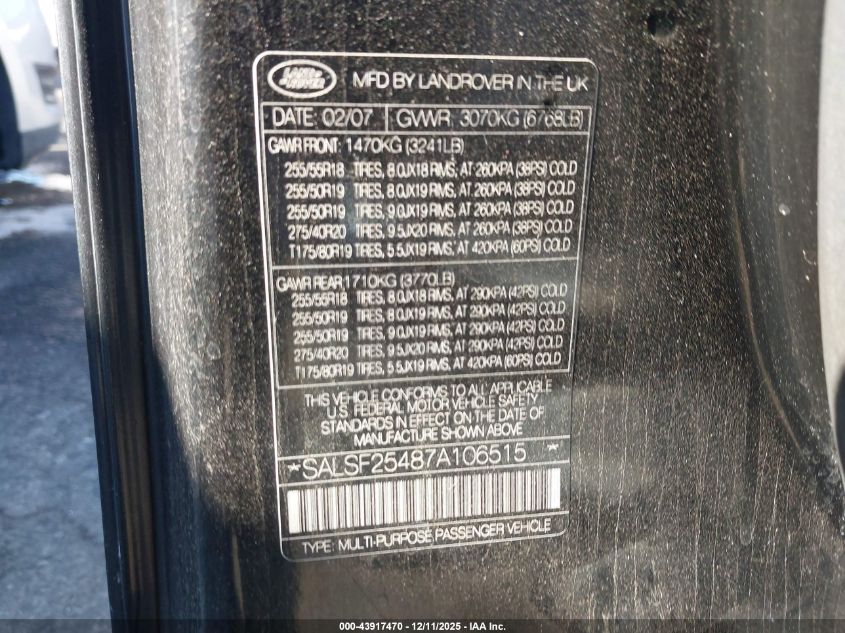 LAND ROVER
MFD BY LANDROVER IN THE UK
DATE: 02/07 GVWR: 3070KG (6768LB)
GAWR FRONT: 1470KG (3241LB)
255/55R18 TIRES, 8.0JX18 RIMS, AT 260KPA (38PSI) COLD
255/50R19 TIRES, 8.0JX19 RIMS, AT 260KPA (38PSI) COLD
255/50R19 TIRES, 9.0JX19 RIMS, AT 260KPA (38PSI) COLD
275/40R20 TIRES, 9.5JX20 RIMS, AT 260KPA (38PSI) COLD
T175/80R19 TIRES, 5.5JX19 RIMS, AT 420KPA (60PSI) COLD
GAWR REAR: 1710KG (3770LB)
255/55R18 TIRES, 8.0JX18 RIMS, AT 290KPA (42PSI) COLD
255/50R19 TIRES, 8.0JX19 RIMS, AT 290KPA (42PSI) COLD
255/50R19 TIRES, 9.0JX19 RIMS, AT 290KPA (42PSI) COLD
275/40R20 TIRES, 9.5JX20 RIMS, AT 290KPA (42PSI) COLD
T175/80R19 TIRES, 5.5JX19 RIMS, AT 420KPA (60PSI) COLD
THIS VEHICLE CONFORMS TO ALL APPLICABLE
U.S. FEDERAL MOTOR VEHICLE SAFETY
STANDARDS IN EFFECT ON THE DATE OF
MANUFACTURE SHOWN ABOVE
*SALSF25487A106515*
TYPE: MULTI-PURPOSE PASSENGER VEHICLE
000-43917470 - 12/11/2025 - IAA Inc.